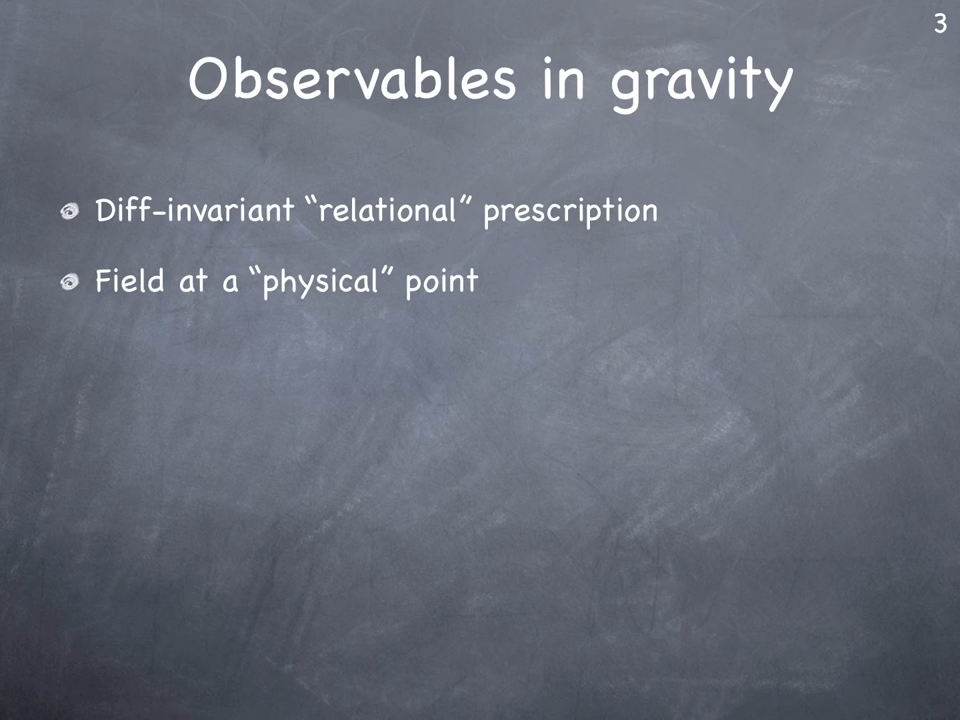 3
Observables in gravity
Diff-invariant “relational” prescription
Field at a “physical” point